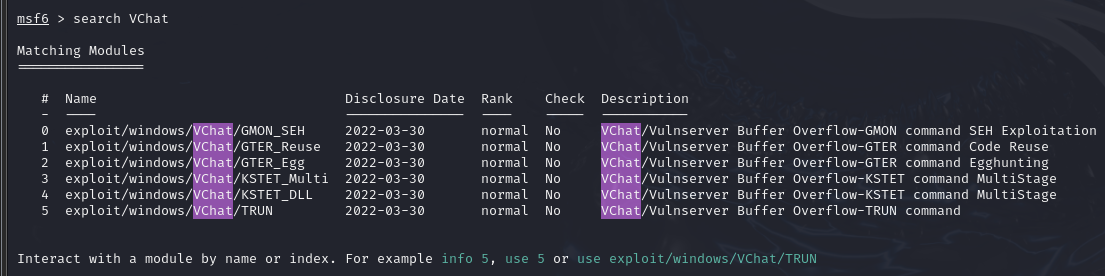 msf6 > search VChat
Matching Modules
================
# Name Disclosure Date Rank Check Description
- ---- --------------- ---- ----- -----------
0 exploit/windows/VChat/GMON_SEH 2022-03-30 normal No VChat/Vulnserver Buffer Overflow-GMON command SEH Exploitation
1 exploit/windows/VChat/GTER_Reuse 2022-03-30 normal No VChat/Vulnserver Buffer Overflow-GTER command Code Reuse
2 exploit/windows/VChat/GTER_Egg 2022-03-30 normal No VChat/Vulnserver Buffer Overflow-GTER command Egghunting
3 exploit/windows/VChat/KSTET_Multi 2022-03-30 normal No VChat/Vulnserver Buffer Overflow-KSTET command MultiStage
4 exploit/windows/VChat/KSTET_DLL 2022-03-30 normal No VChat/Vulnserver Buffer Overflow-KSTET command MultiStage
5 exploit/windows/VChat/TRUN 2022-03-30 normal No VChat/Vulnserver Buffer Overflow-TRUN command
Interact with a module by name or index. For example info 5, use 5 or use exploit/windows/VChat/TRUN